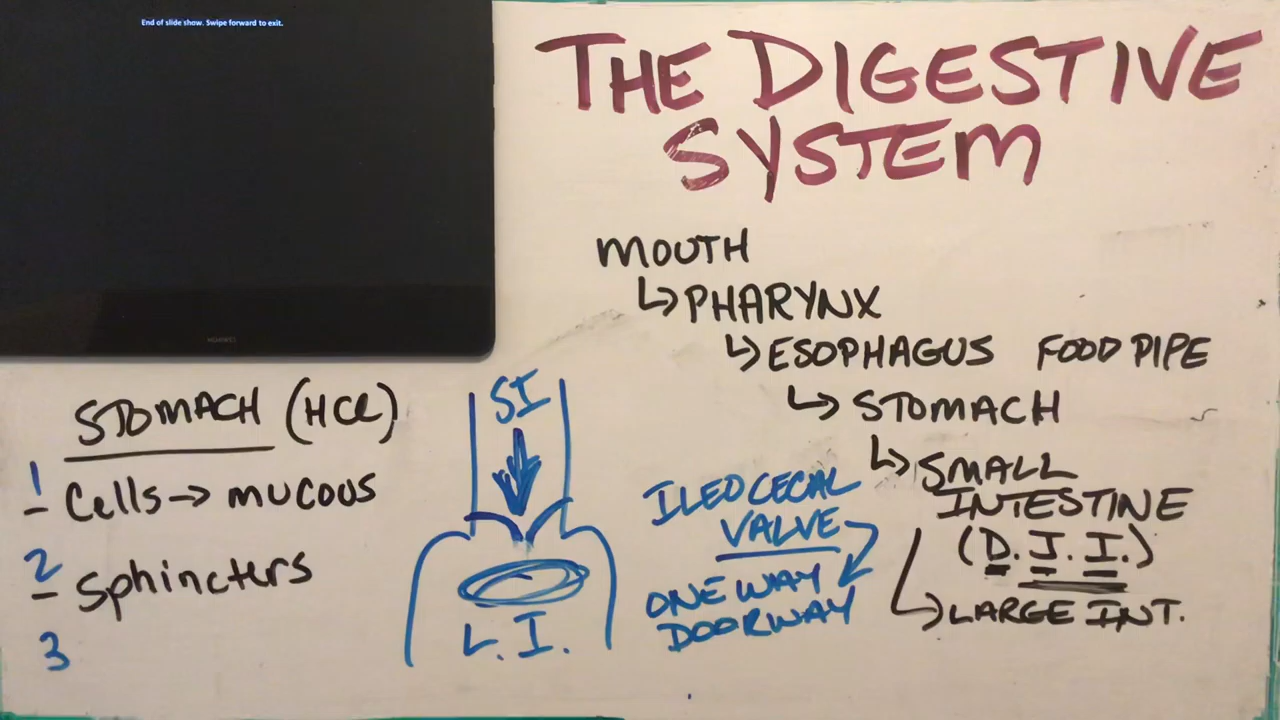 End of slide show. Swipe forward to exit.
HUAWEI
THE DIGESTIVE
SYSTEM
MOUTH
↳ PHARYNX
↳ ESOPHAGUS FOOD PIPE
↳ STOMACH
↳ SMALL
INTESTINE
(D. J. I.)
↳ LARGE INT.
STOMACH (HCl)
1 - Cells → mucous
2 - Sphincters
3
SI
L. I.
ILEOCECAL
VALVE
ONE WAY
DOORWAY